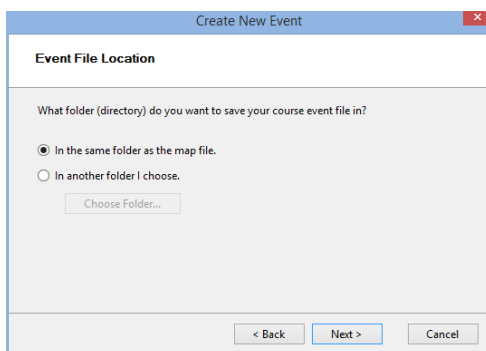 Create New Event
Event File Location
What folder (directory) do you want to save your course event file in?
In the same folder as the map file.
In another folder I choose.
Choose Folder...
< Back Next > Cancel